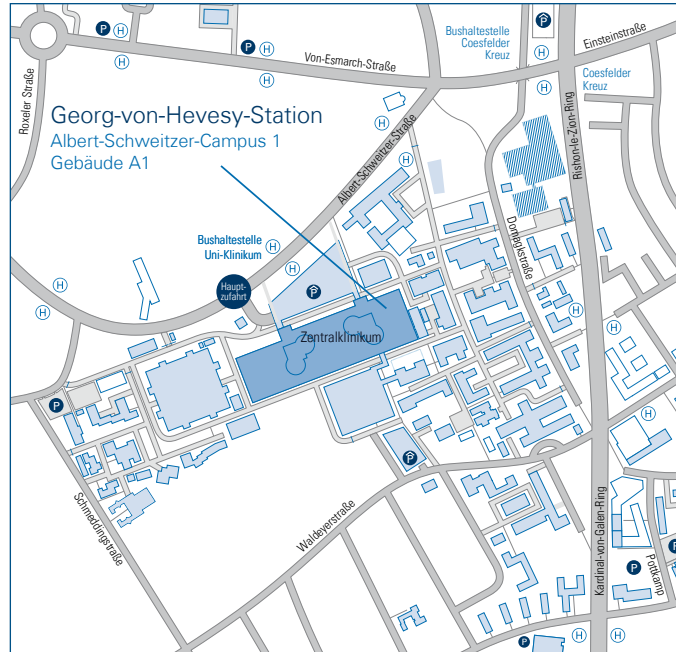 P
H
P
H
H
H
Von-Esmarch-Straße
Bushaltestelle
Coesfelder
Kreuz
P
H
H
H
H
Einsteinstraße
Coesfelder
Kreuz
Roxeler Straße
Georg-von-Hevesy-Station
Albert-Schweitzer-Campus 1
Gebäude A1
Albert-Schweitzer-Straße
H
H
Rishon-le-Zion-Ring
Domagkstraße
Bushaltestelle
Uni-Klinikum
H
H
Haupt-
zufahrt
P
H
H
Zentralklinikum
H
H
P
P
H
H
Schmeddingstraße
Waldeyerstraße
Kardinal-von-Galen-Ring
Pottkamp
P
P
P
P
H
H